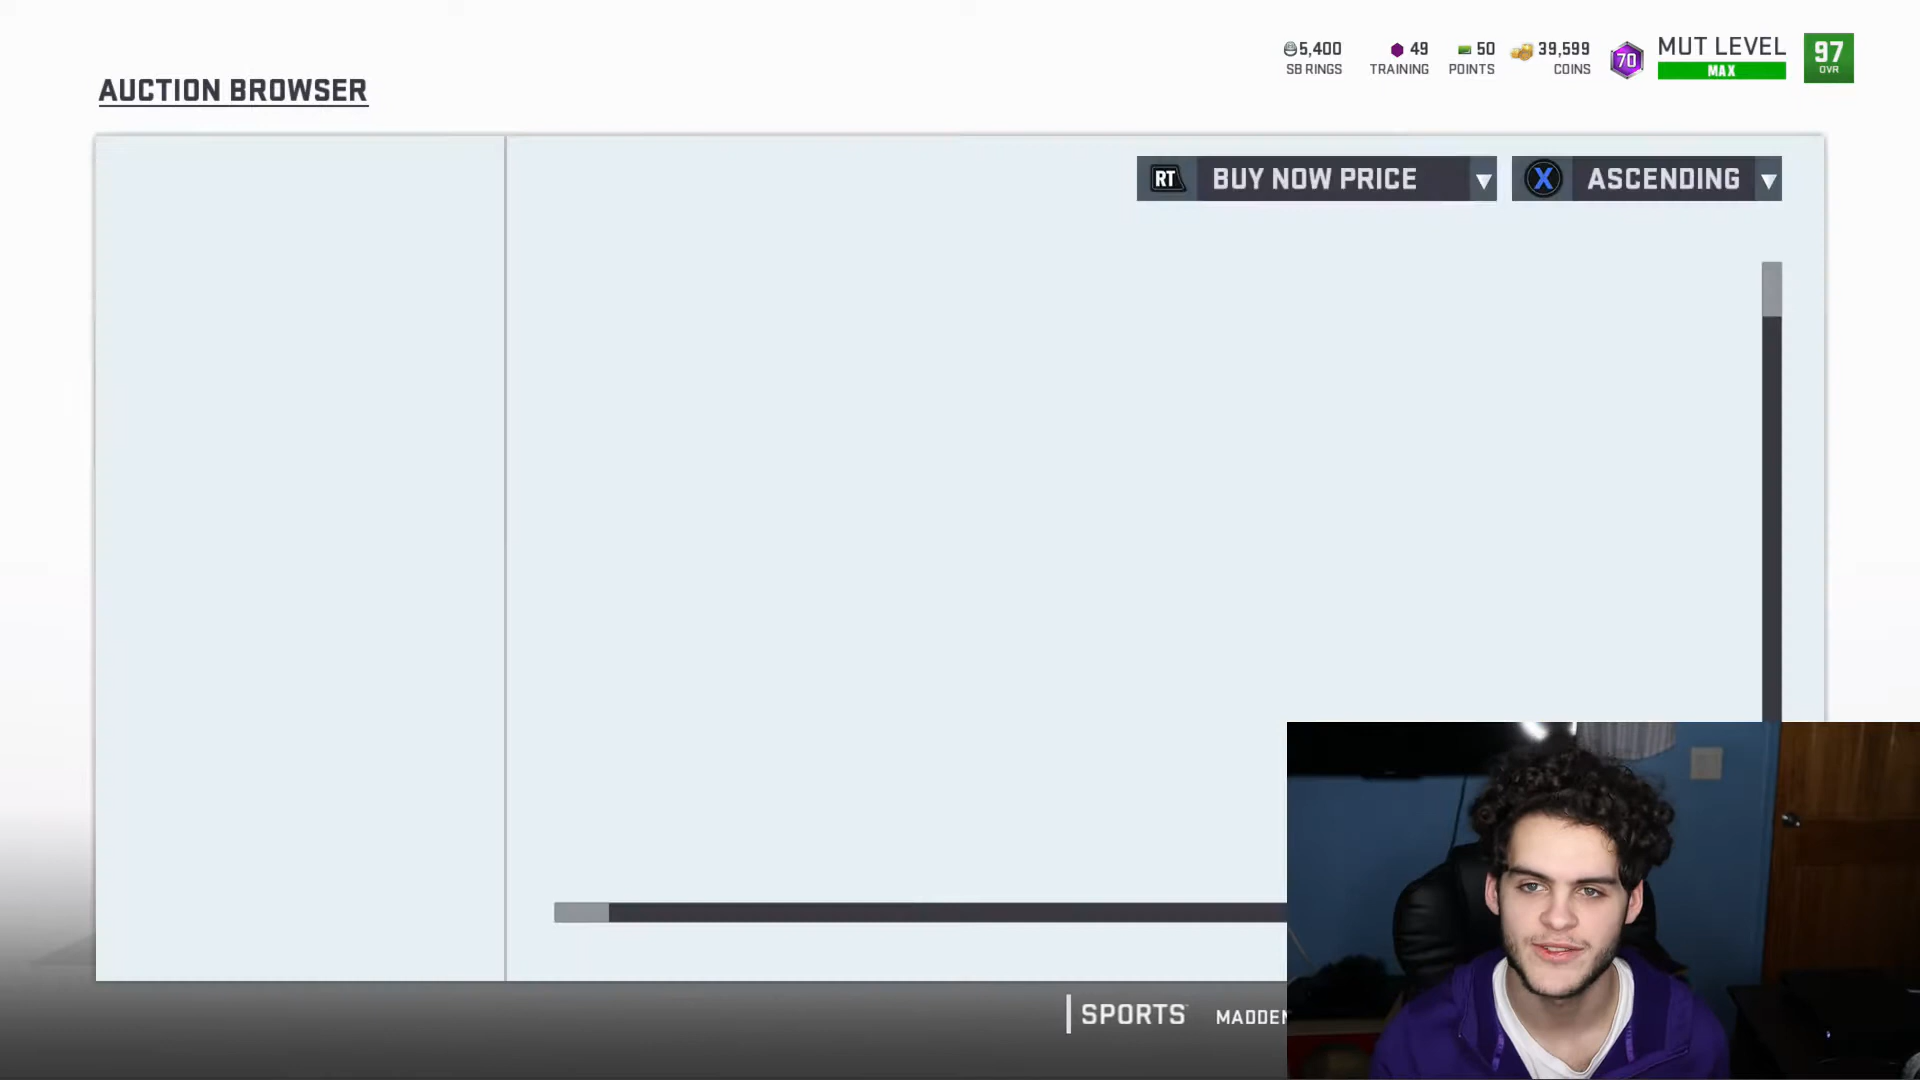 5,400
SB RINGS
49
TRAINING
50
POINTS
39,599
COINS
70
MUT LEVEL
MAX
97
OVR
AUCTION BROWSER
RT
BUY NOW PRICE
X
ASCENDING
SPORTS
MADDEN